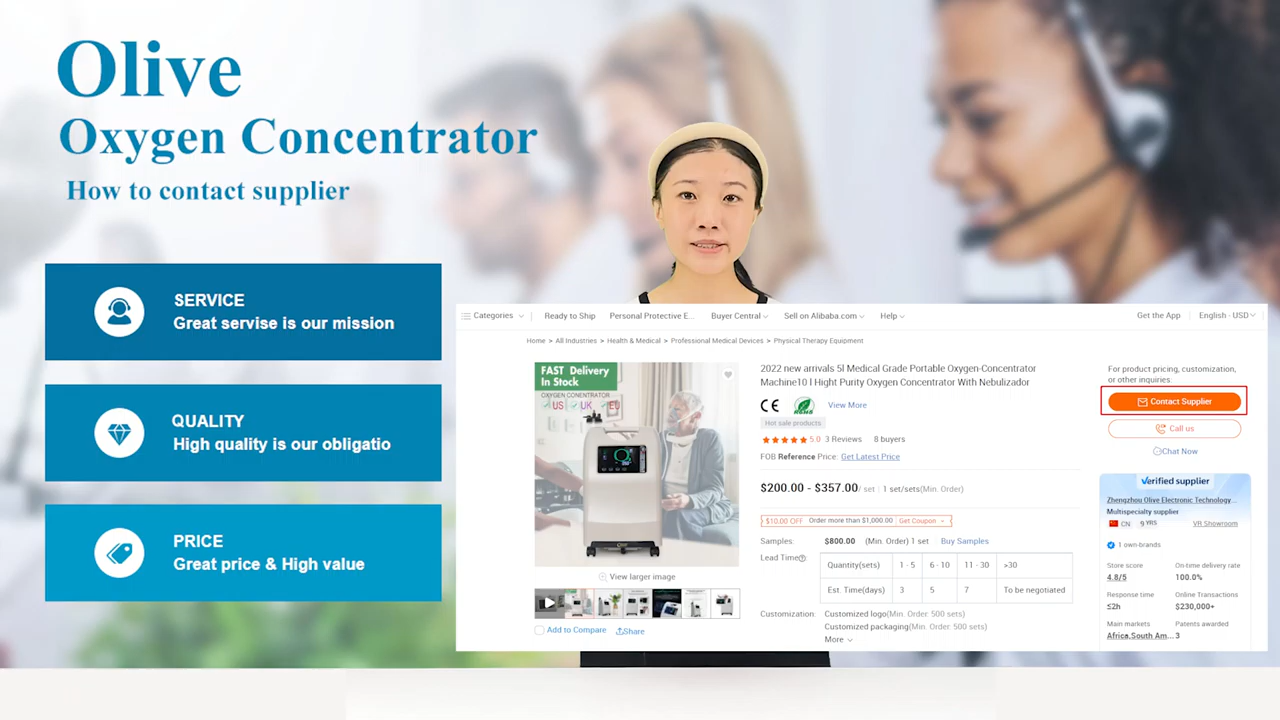 Olive
Oxygen Concentrator
How to contact supplier
SERVICE
Great servise is our mission
QUALITY
High quality is our obligatio
PRICE
Great price & High value
Categories
Ready to Ship
Personal Protective E...
Buyer Central
Sell on Alibaba.com
Help
Get the App
English - USD
Home > All Industries > Health & Medical > Professional Medical Devices > Physical Therapy Equipment
FAST Delivery
In Stock
OXYGEN CONENTRATOR
US UK EU
View larger image
Add to Compare
Share
2022 new arrivals 5l Medical Grade Portable Oxygen-Concentrator
Machine10 l Hight Purity Oxygen Concentrator With Nebulizador
CE
RoHS
View More
Hot sale products
5.0 3 Reviews 8 buyers
FOB Reference Price: Get Latest Price
$200.00 - $357.00 / set | 1 set/sets(Min. Order)
$10.00 OFF Order more than $1,000.00 Get Coupon
Samples: $800.00 (Min. Order) 1 set Buy Samples
Lead Time
Quantity(sets) 1 - 5 6 - 10 11 - 30 >30
Est. Time(days) 3 5 7 To be negotiated
Customization: Customized logo(Min. Order: 500 sets)
Customized packaging(Min. Order: 500 sets)
More
For product pricing, customization,
or other inquiries:
Contact Supplier
Call us
Chat Now
Verified supplier
Zhengzhou Olive Electronic Technology...
Multispecialty supplier
CN 9 YRS VR Showroom
1 own-brands
Store score On-time delivery rate
4.8/5 100.0%
Response time Online Transactions
≤2h $230,000+
Main markets Patents awarded
Africa,South Am... 3